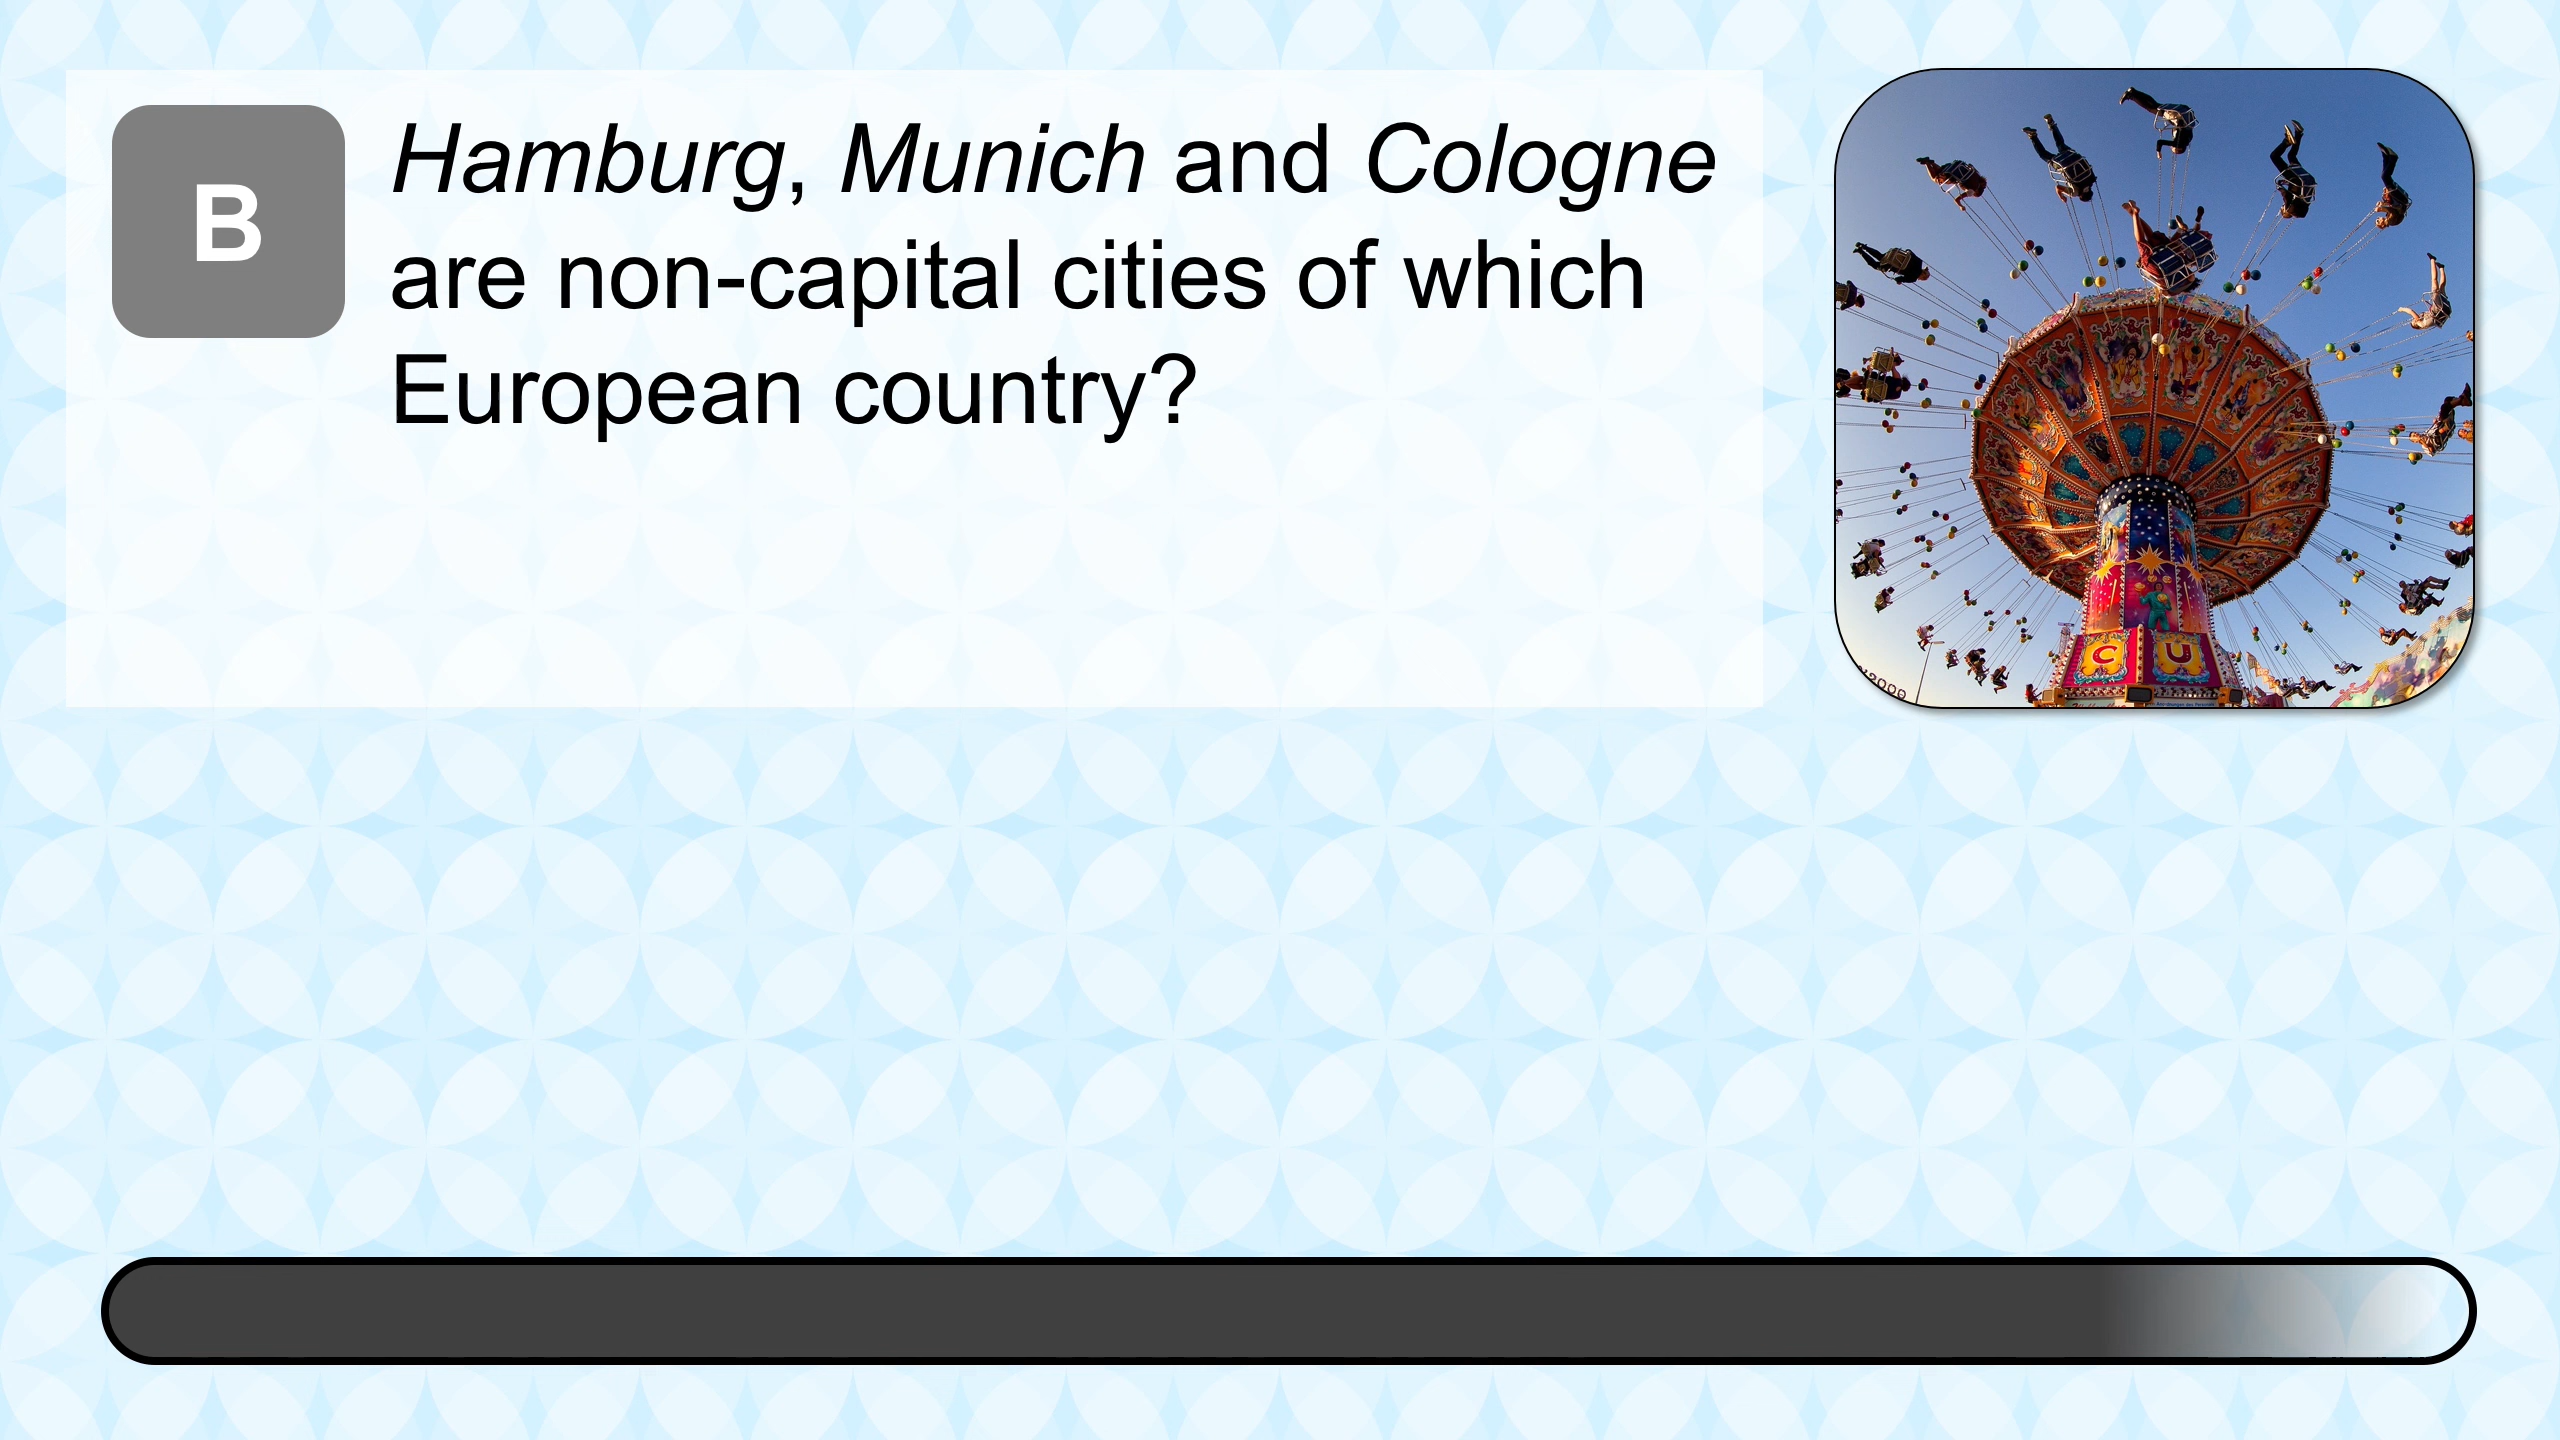 B
Hamburg, Munich and Cologne
are non-capital cities of which
European country?
C U